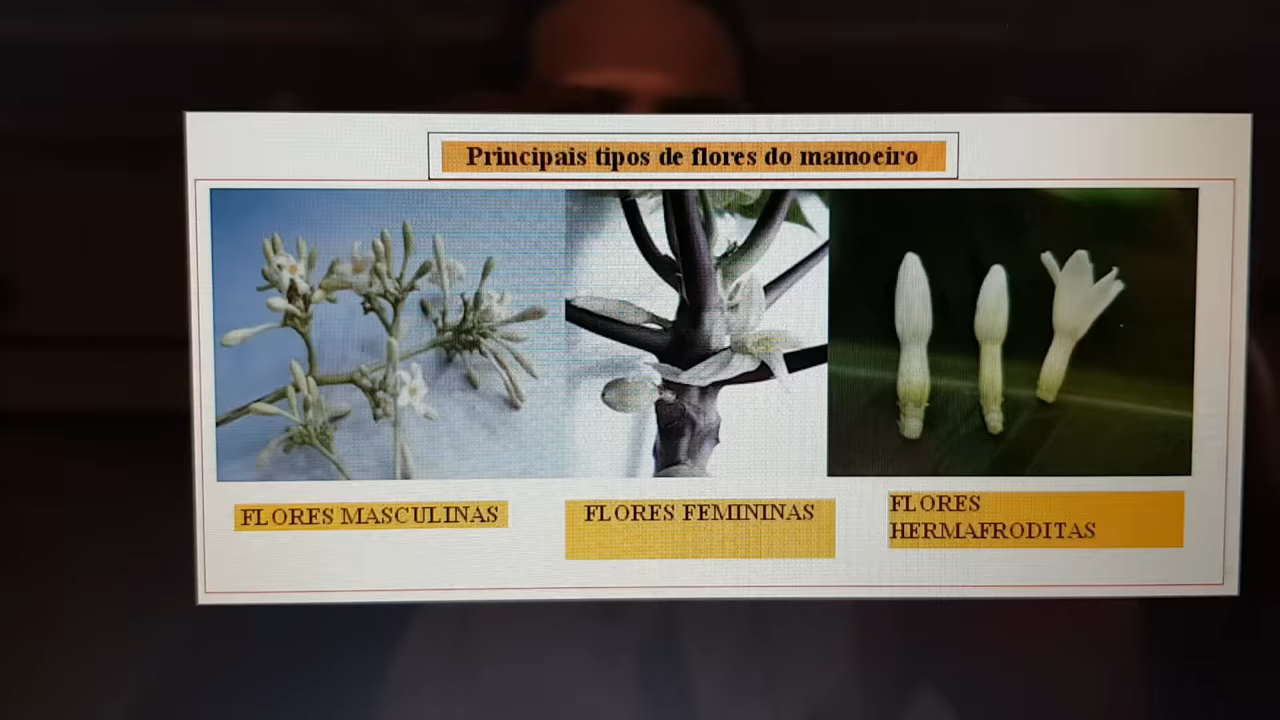 Principais tipos de flores do mamoeiro
FLORES MASCULINAS
FLORES FEMININAS
FLORES
HERMAFRODITAS